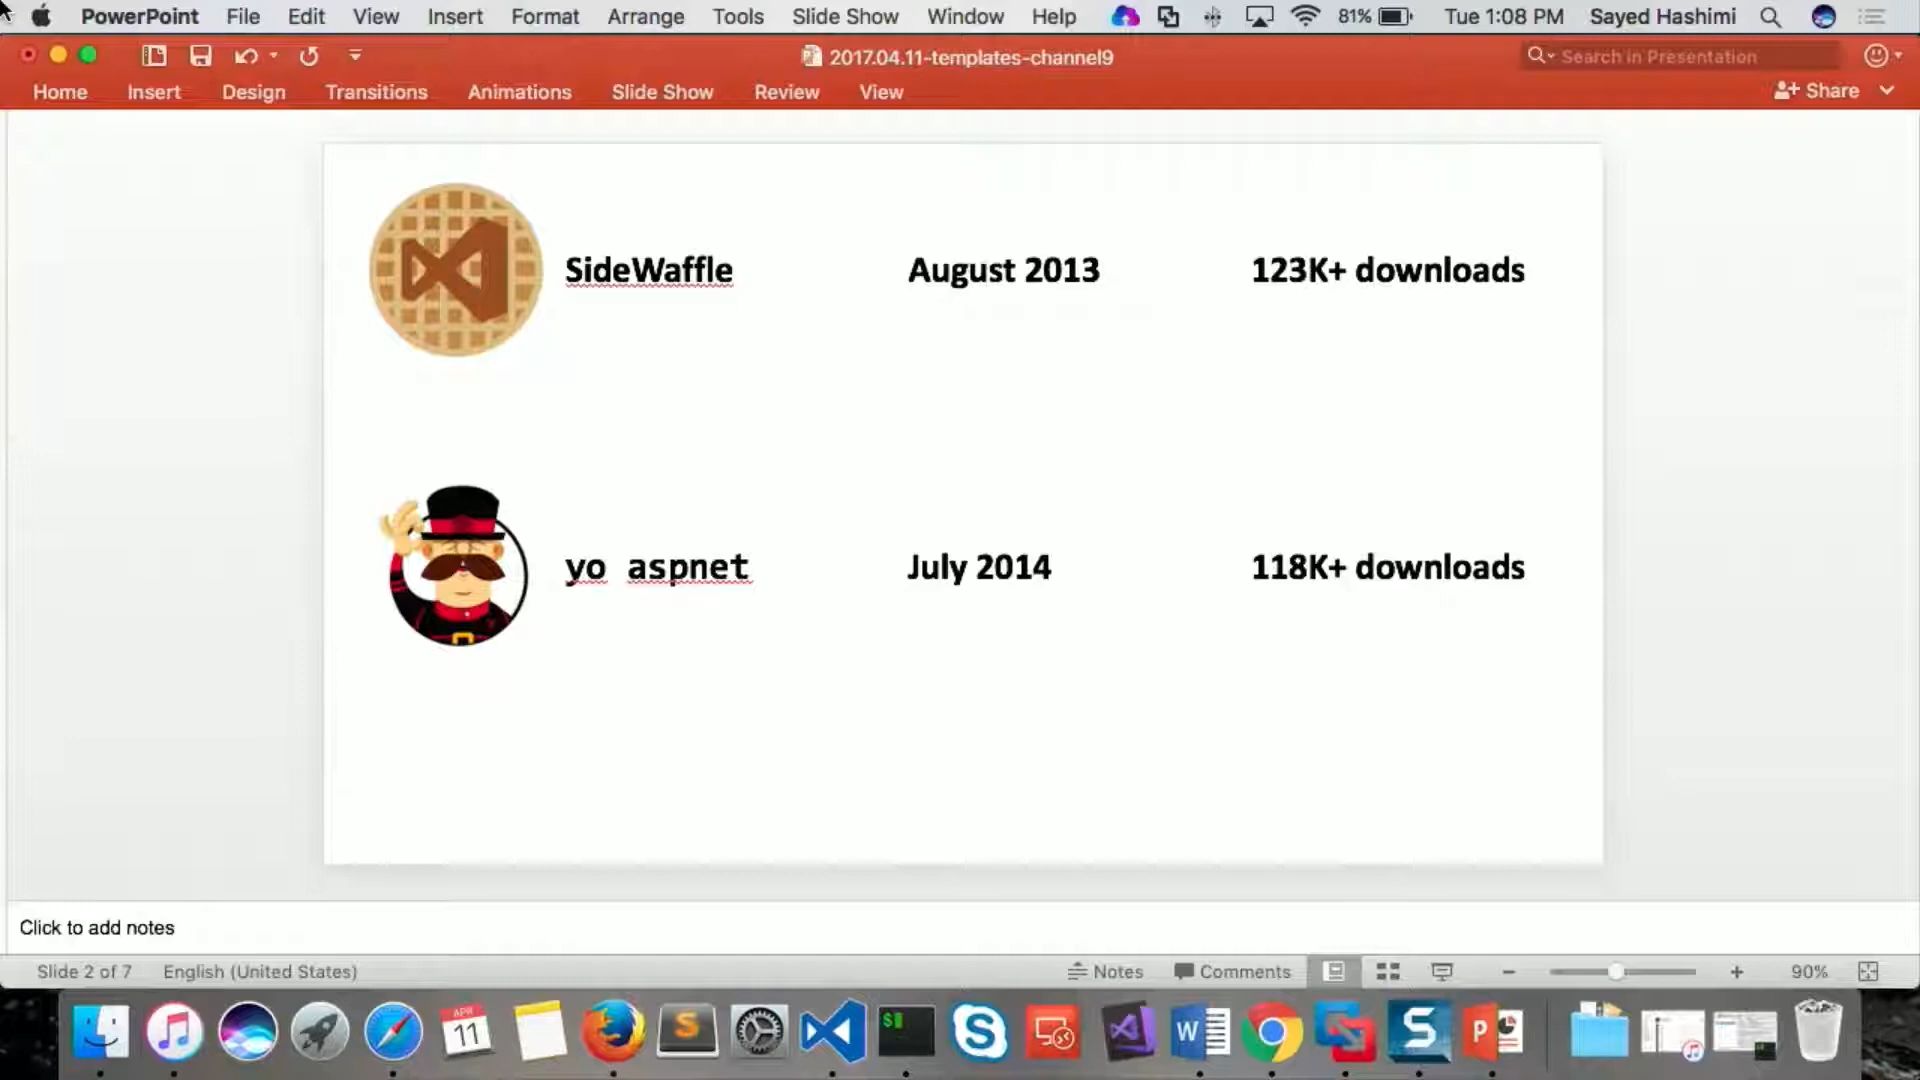 PowerPoint File Edit View Insert Format Arrange Tools Slide Show Window Help 81% Tue 1:08 PM Sayed Hashimi
2017.04.11-templates-channel9 Search in Presentation
Home Insert Design Transitions Animations Slide Show Review View Share
SideWaffle August 2013 123K+ downloads
yo aspnet July 2014 118K+ downloads
Click to add notes
Slide 2 of 7 English (United States) Notes Comments 90%
APR
11